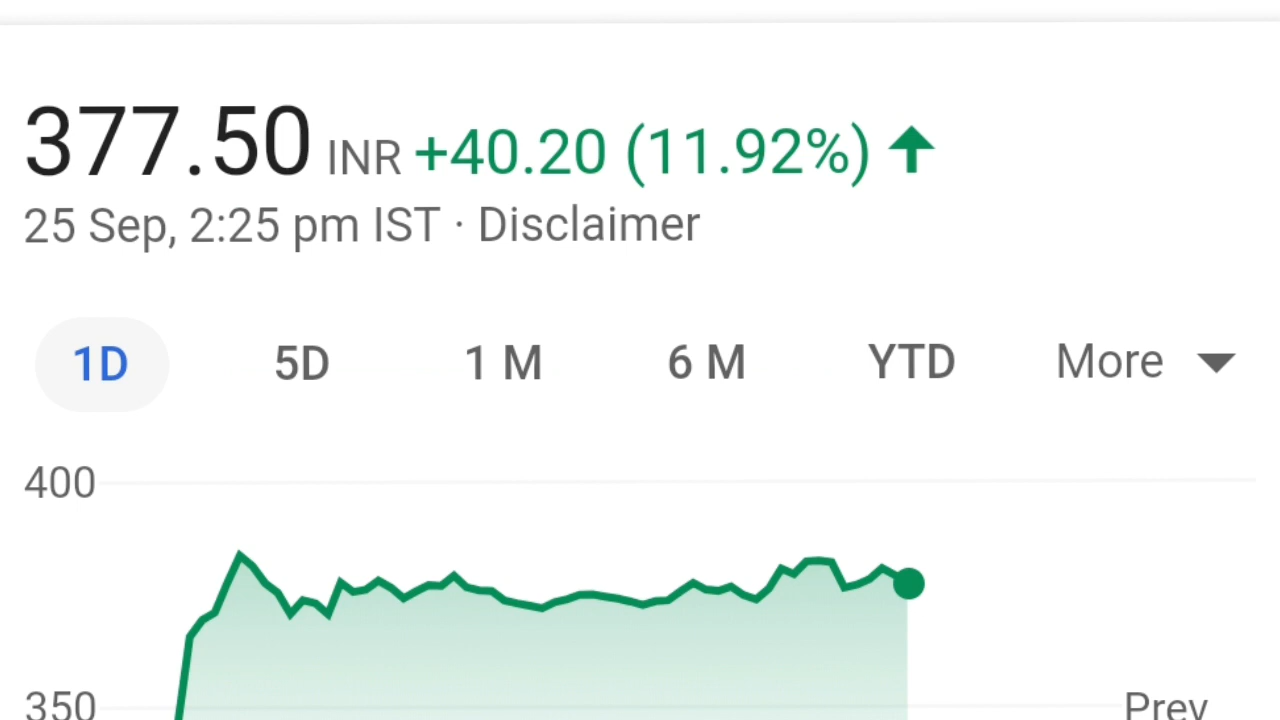 377.50 INR +40.20 (11.92%)
25 Sep, 2:25 pm IST · Disclaimer
1D 5D 1 M 6 M YTD More
400
350 Prev